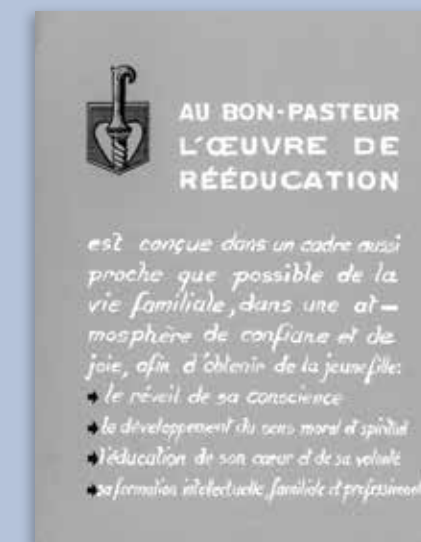 AU BON-PASTEUR
L'ŒUVRE DE
RÉÉDUCATION
est conçue dans un cadre aussi
proche que possible de la
vie familiale, dans une at-
mosphère de confiane et de
joie, afin d'obtenir de la jeune fille:
le réveil de sa conscience
le développement du sens moral et spirituel
l'éducation de son cœur et de sa volonté
sa formation intelectuelle, familiale et professionnel